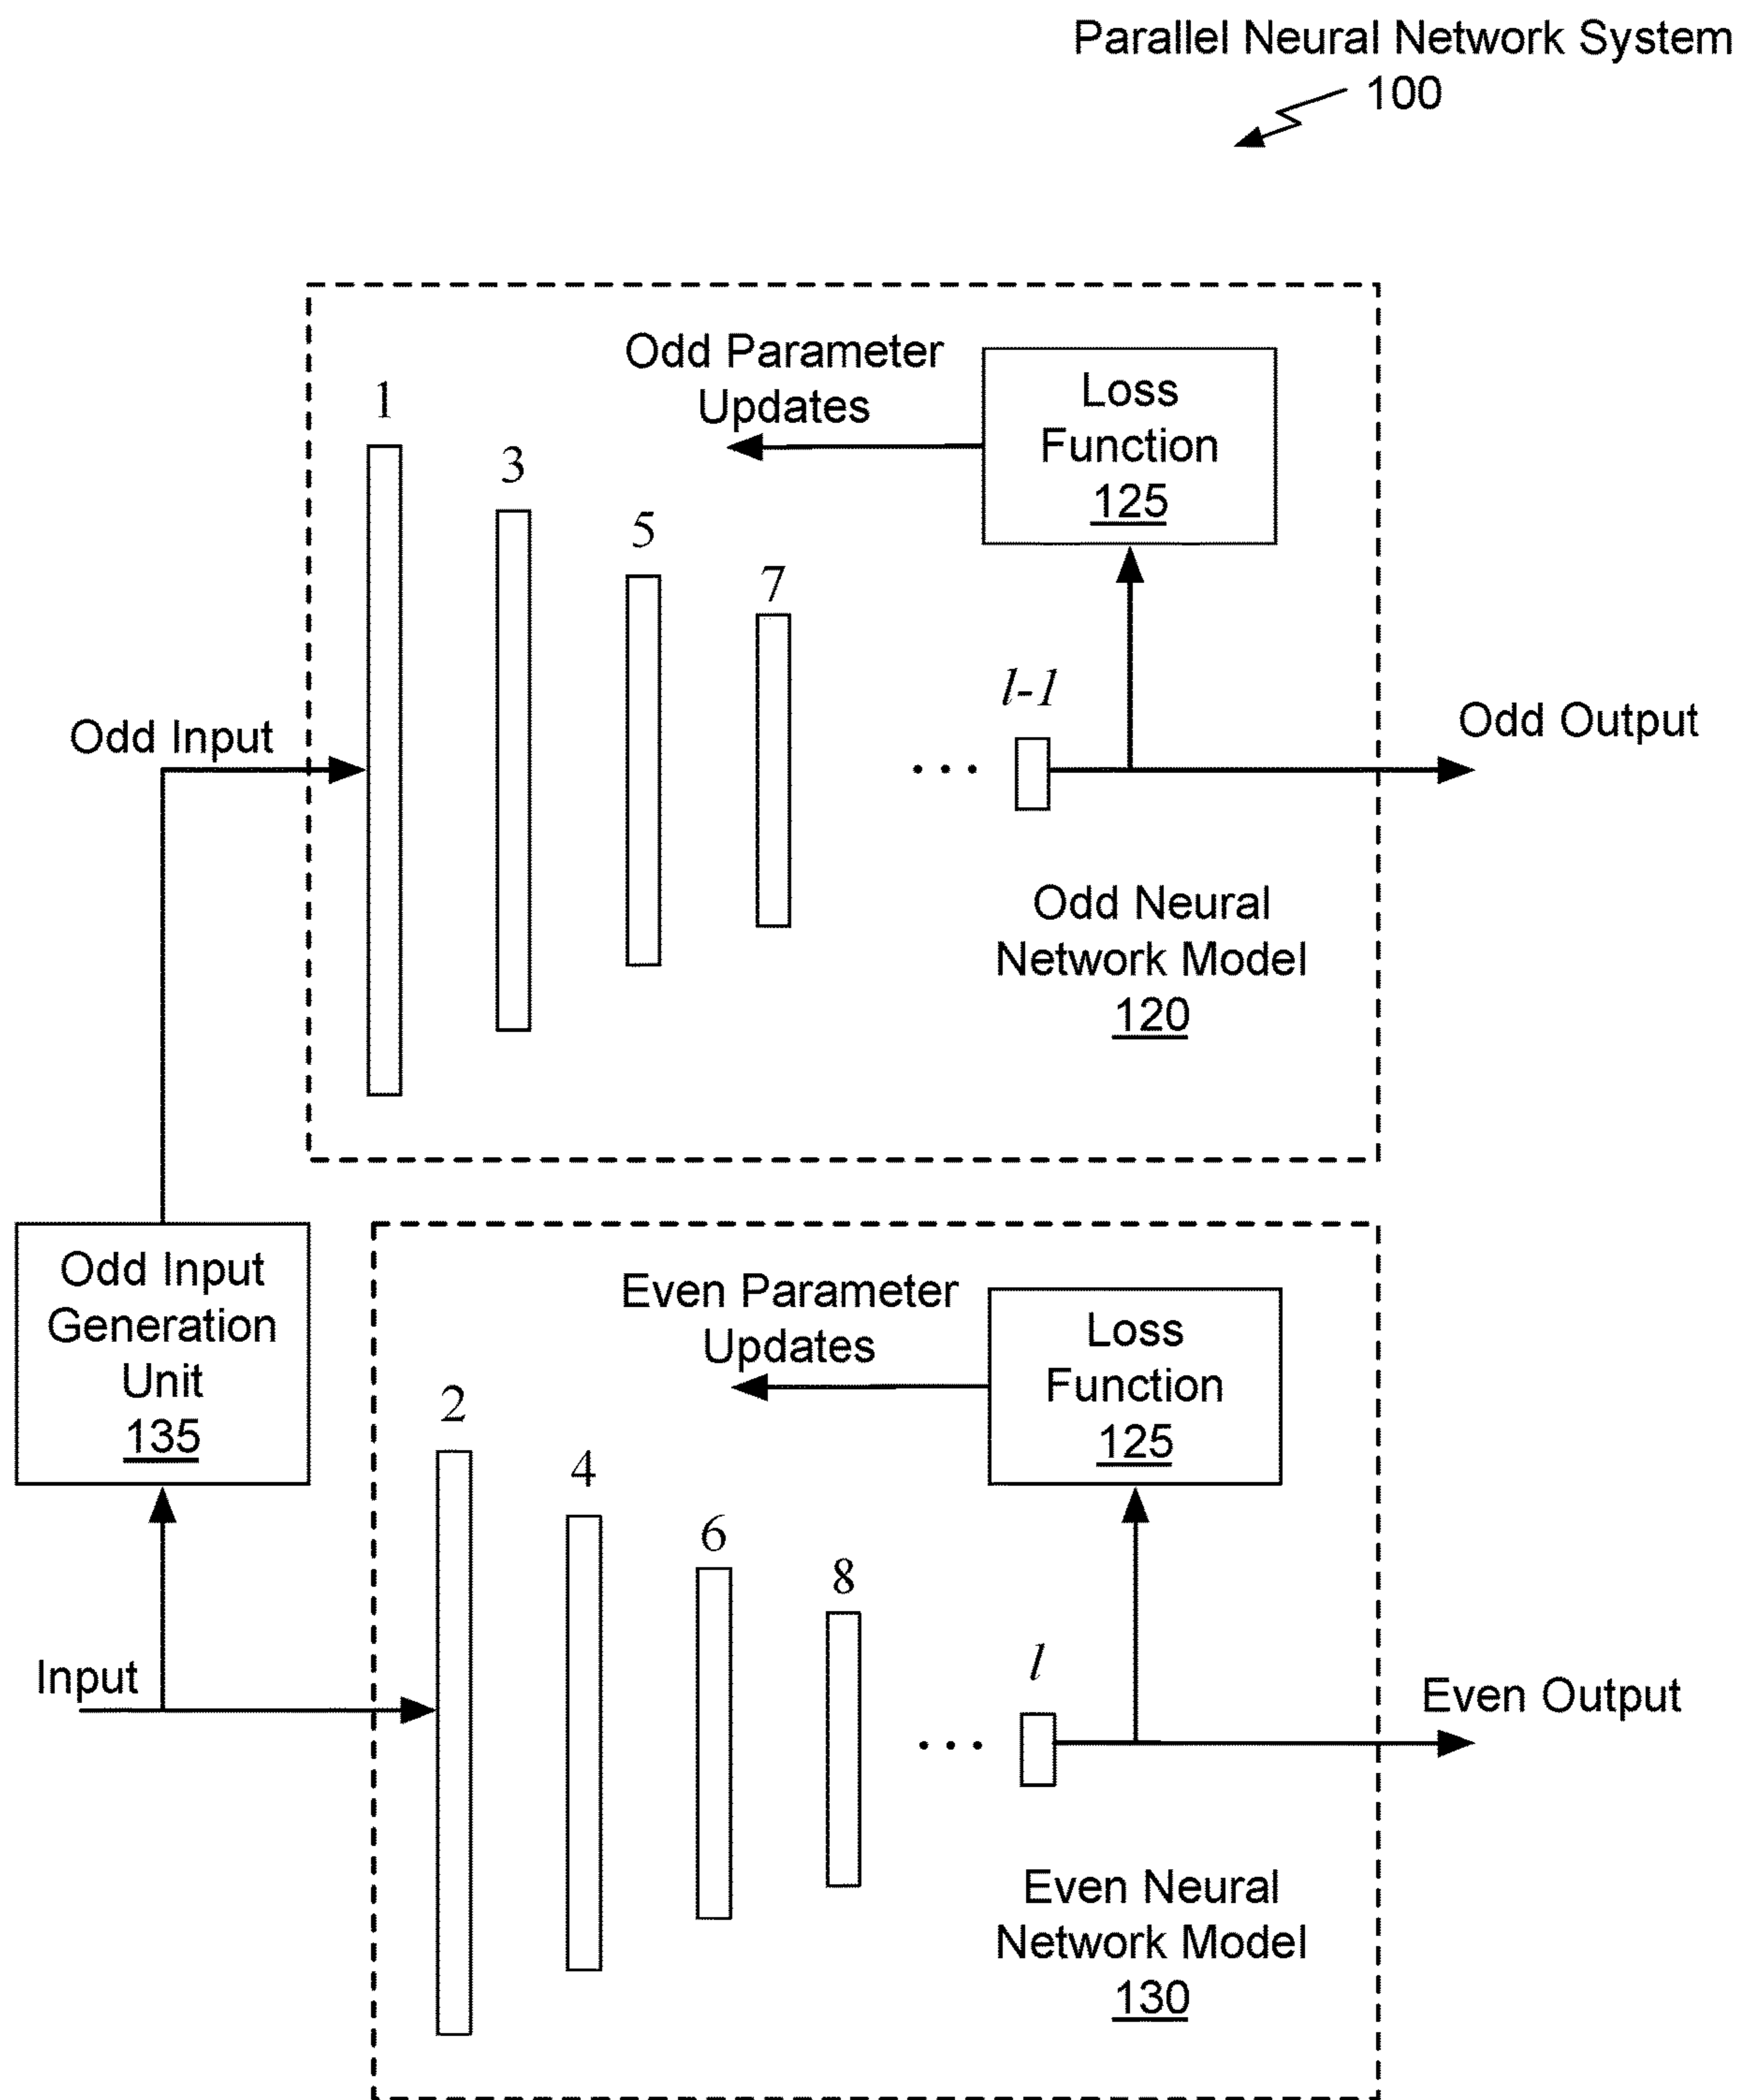 Parallel Neural Network System
100
Odd Parameter
Updates
Loss
Function
125
1
3
5
7
l-1
Odd Input
Odd Output
. . .
Odd Neural
Network Model
120
Odd Input
Generation
Unit
135
Even Parameter
Updates
Loss
Function
125
2
4
6
8
l
Input
Even Output
. . .
Even Neural
Network Model
130